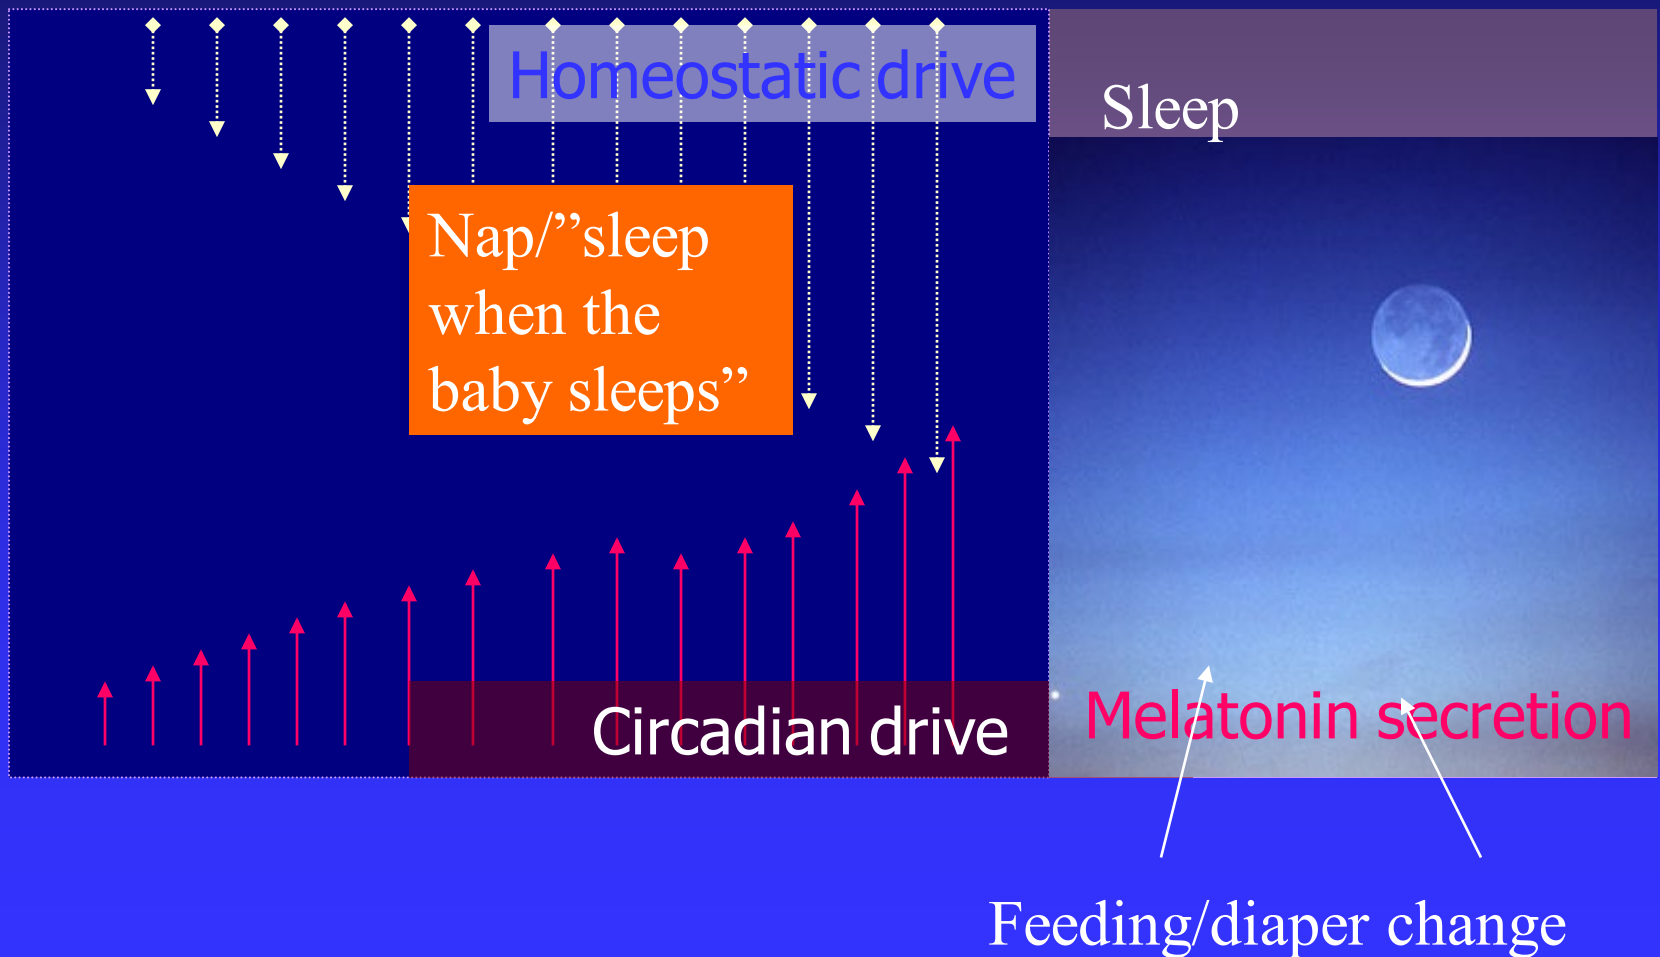 Homeostatic drive
Sleep
Nap/”sleep
when the
baby sleeps”
Circadian drive
Melatonin secretion
Feeding/diaper change